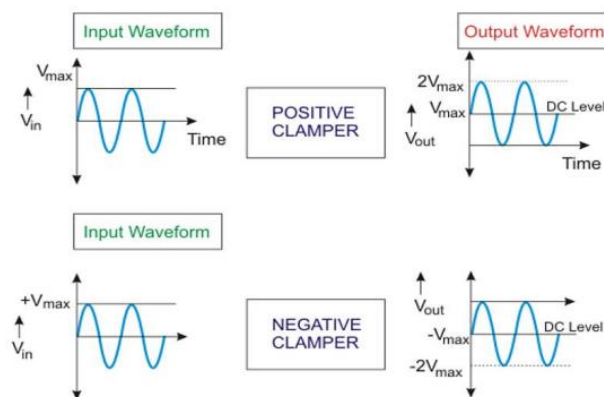 Input Waveform
Output Waveform
Vmax
Vin
Time
POSITIVE
CLAMPER
2Vmax
Vmax
DC Level
Vout
Time
Input Waveform
+Vmax
Vin
NEGATIVE
CLAMPER
Vout
-Vmax
DC Level
-2Vmax